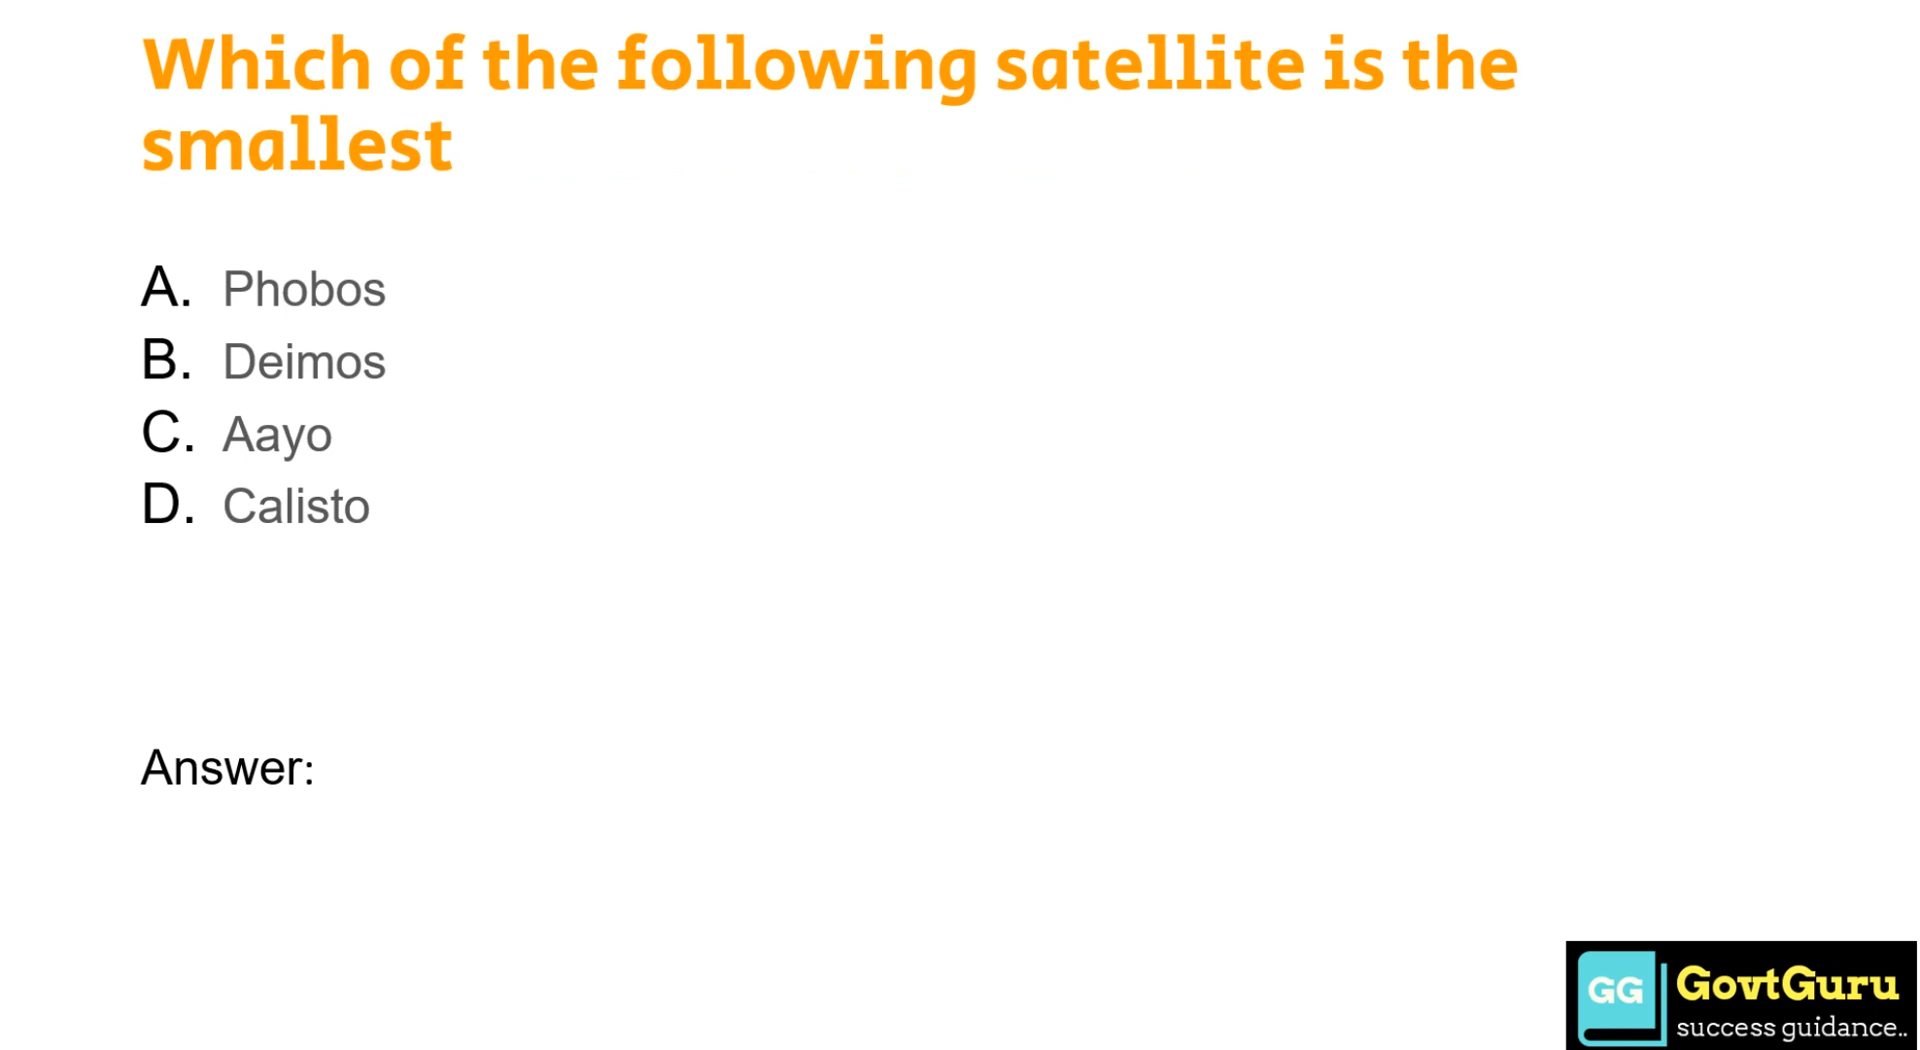 Which of the following satellite is the
smallest
A. Phobos
B. Deimos
C. Aayo
D. Calisto
Answer:
GG GovtGuru
success guidance..